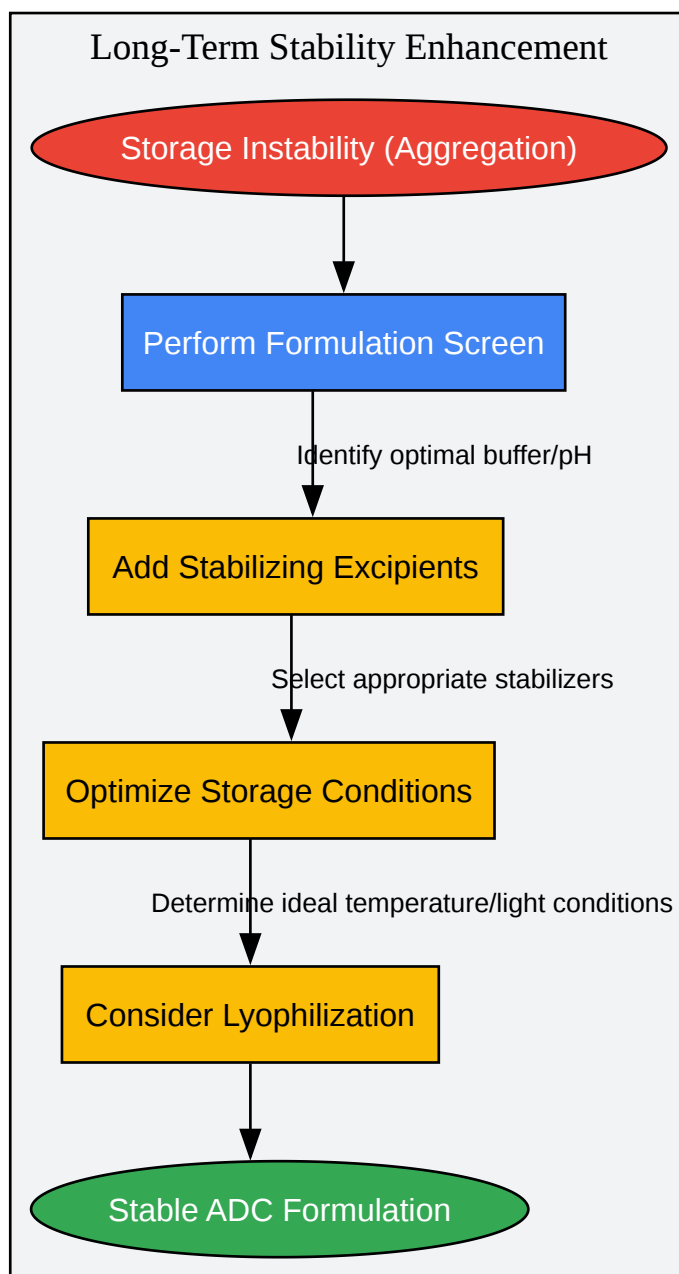 Long-Term Stability Enhancement
Storage Instability (Aggregation)
Perform Formulation Screen
Identify optimal buffer/pH
Add Stabilizing Excipients
Select appropriate stabilizers
Optimize Storage Conditions
Determine ideal temperature/light conditions
Consider Lyophilization
Stable ADC Formulation